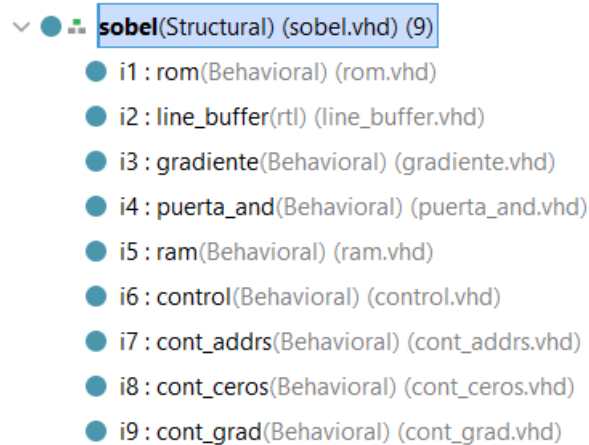 sobel(Structural) (sobel.vhd) (9)
i1 : rom(Behavioral) (rom.vhd)
i2 : line_buffer(rtl) (line_buffer.vhd)
i3 : gradiente(Behavioral) (gradiente.vhd)
i4 : puerta_and(Behavioral) (puerta_and.vhd)
i5 : ram(Behavioral) (ram.vhd)
i6 : control(Behavioral) (control.vhd)
i7 : cont_addrs(Behavioral) (cont_addrs.vhd)
i8 : cont_ceros(Behavioral) (cont_ceros.vhd)
i9 : cont_grad(Behavioral) (cont_grad.vhd)